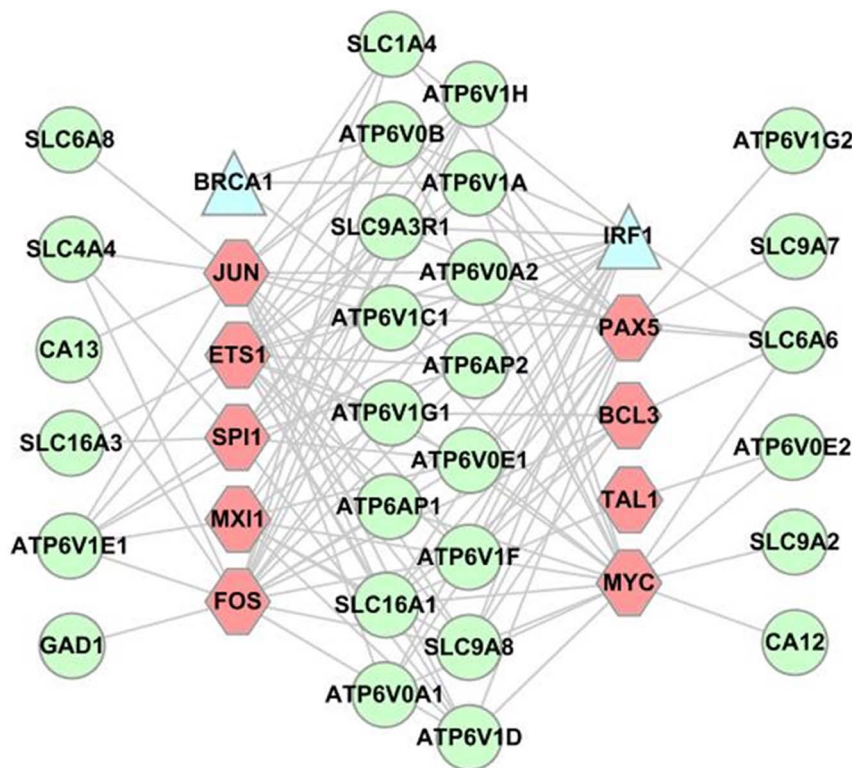 SLC1A4
ATP6V1H
SLC6A8
ATP6V0B
ATP6V1G2
BRCA1
ATP6V1A
SLC9A3R1
IRF1
SLC4A4
SLC9A7
JUN
ATP6V0A2
ATP6V1C1
PAX5
SLC6A6
CA13
ETS1
ATP6AP2
ATP6V1G1
BCL3
SLC16A3
SPI1
ATP6V0E1
ATP6V0E2
TAL1
ATP6AP1
MXI1
ATP6V1E1
ATP6V1F
SLC9A2
MYC
FOS
SLC16A1
GAD1
SLC9A8
CA12
ATP6V0A1
ATP6V1D